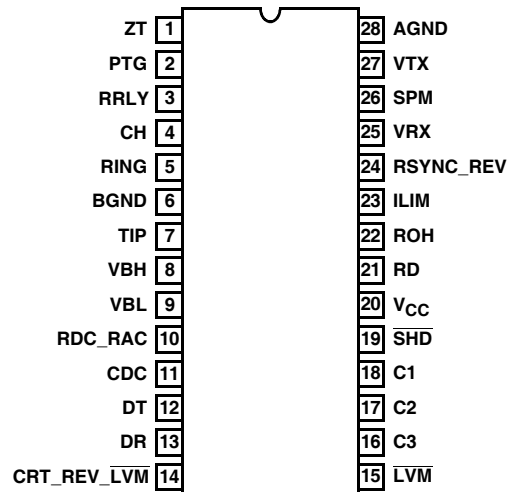 ZT 1 28 AGND
PTG 2 27 VTX
RRLY 3 26 SPM
CH 4 25 VRX
RING 5 24 RSYNC_REV
BGND 6 23 ILIM
TIP 7 22 ROH
VBH 8 21 RD
VBL 9 20 VCC
RDC_RAC 10 19 SHD
CDC 11 18 C1
DT 12 17 C2
DR 13 16 C3
CRT_REV_LVM 14 15 LVM